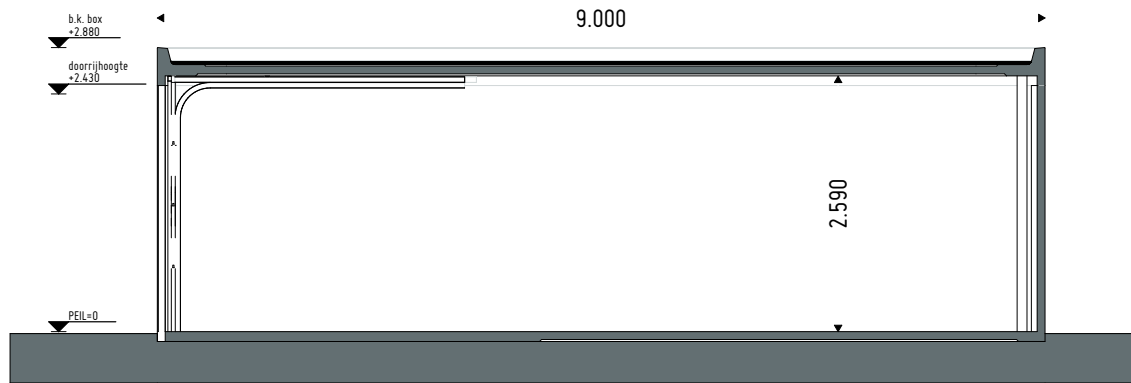 b.k. box
+2.880
9.000
doorrijhoogte
+2.430
2.590
PEIL=0